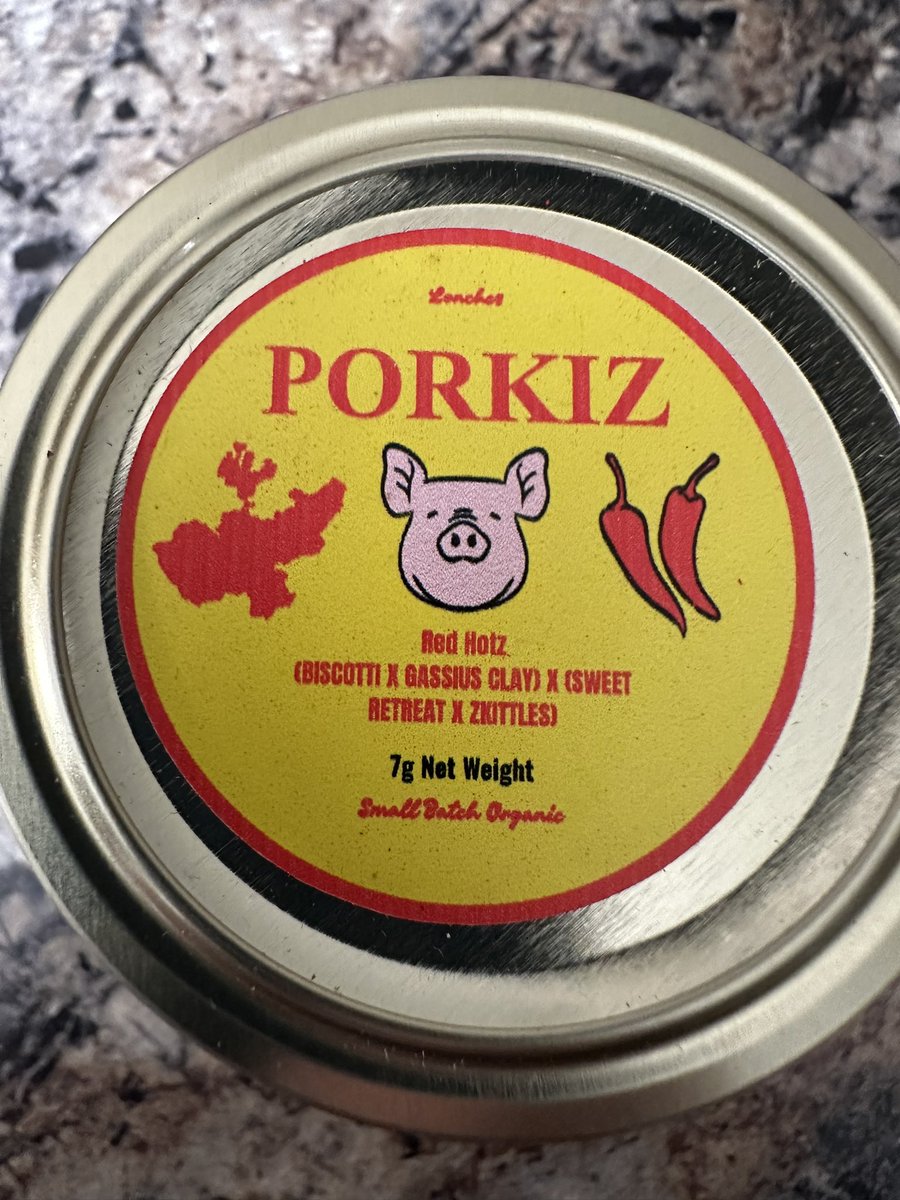 Lonches
PORKIZ
Red Hotz
(BISCOTTI X GASSIUS CLAY) X (SWEET
RETREAT X ZKITTLES)
7g Net Weight
Small Batch Organic